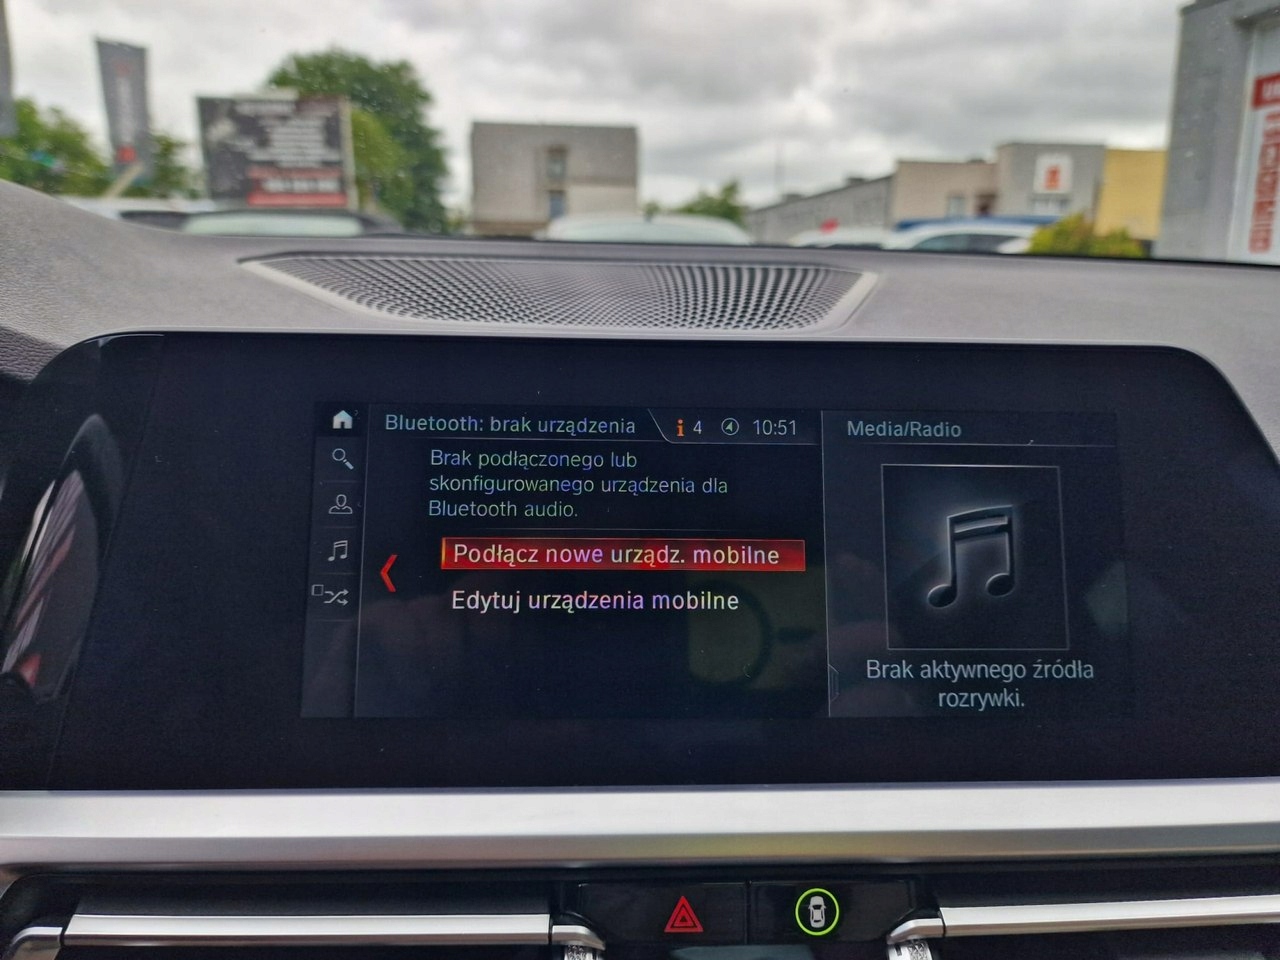 Bluetooth: brak urządzenia
i 4 10:51
Media/Radio
Brak podłączonego lub
skonfigurowanego urządzenia dla
Bluetooth audio.
Podłącz nowe urządz. mobilne
Edytuj urządzenia mobilne
Brak aktywnego źródła
rozrywki.